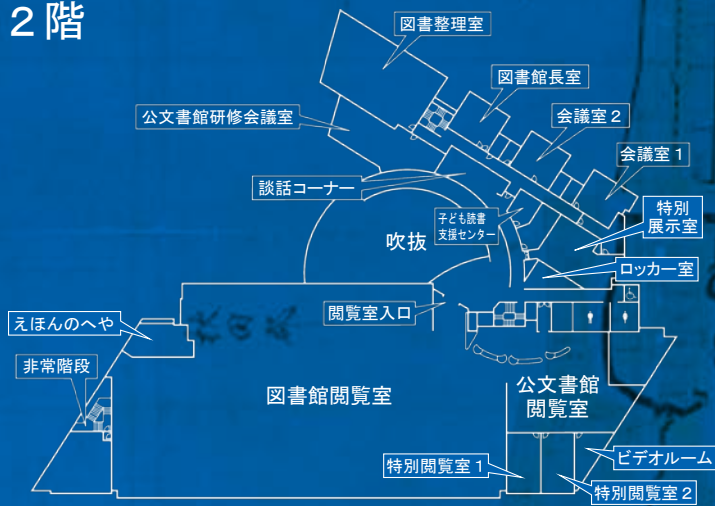 ２階
図書整理室
図書館長室
公文書館研修会議室
会議室２
会議室１
談話コーナー
子ども読書
支援センター
特別
展示室
吹抜
ロッカー室
閲覧室入口
えほんのへや
非常階段
図書館閲覧室
公文書館
閲覧室
特別閲覧室１
ビデオルーム
特別閲覧室２